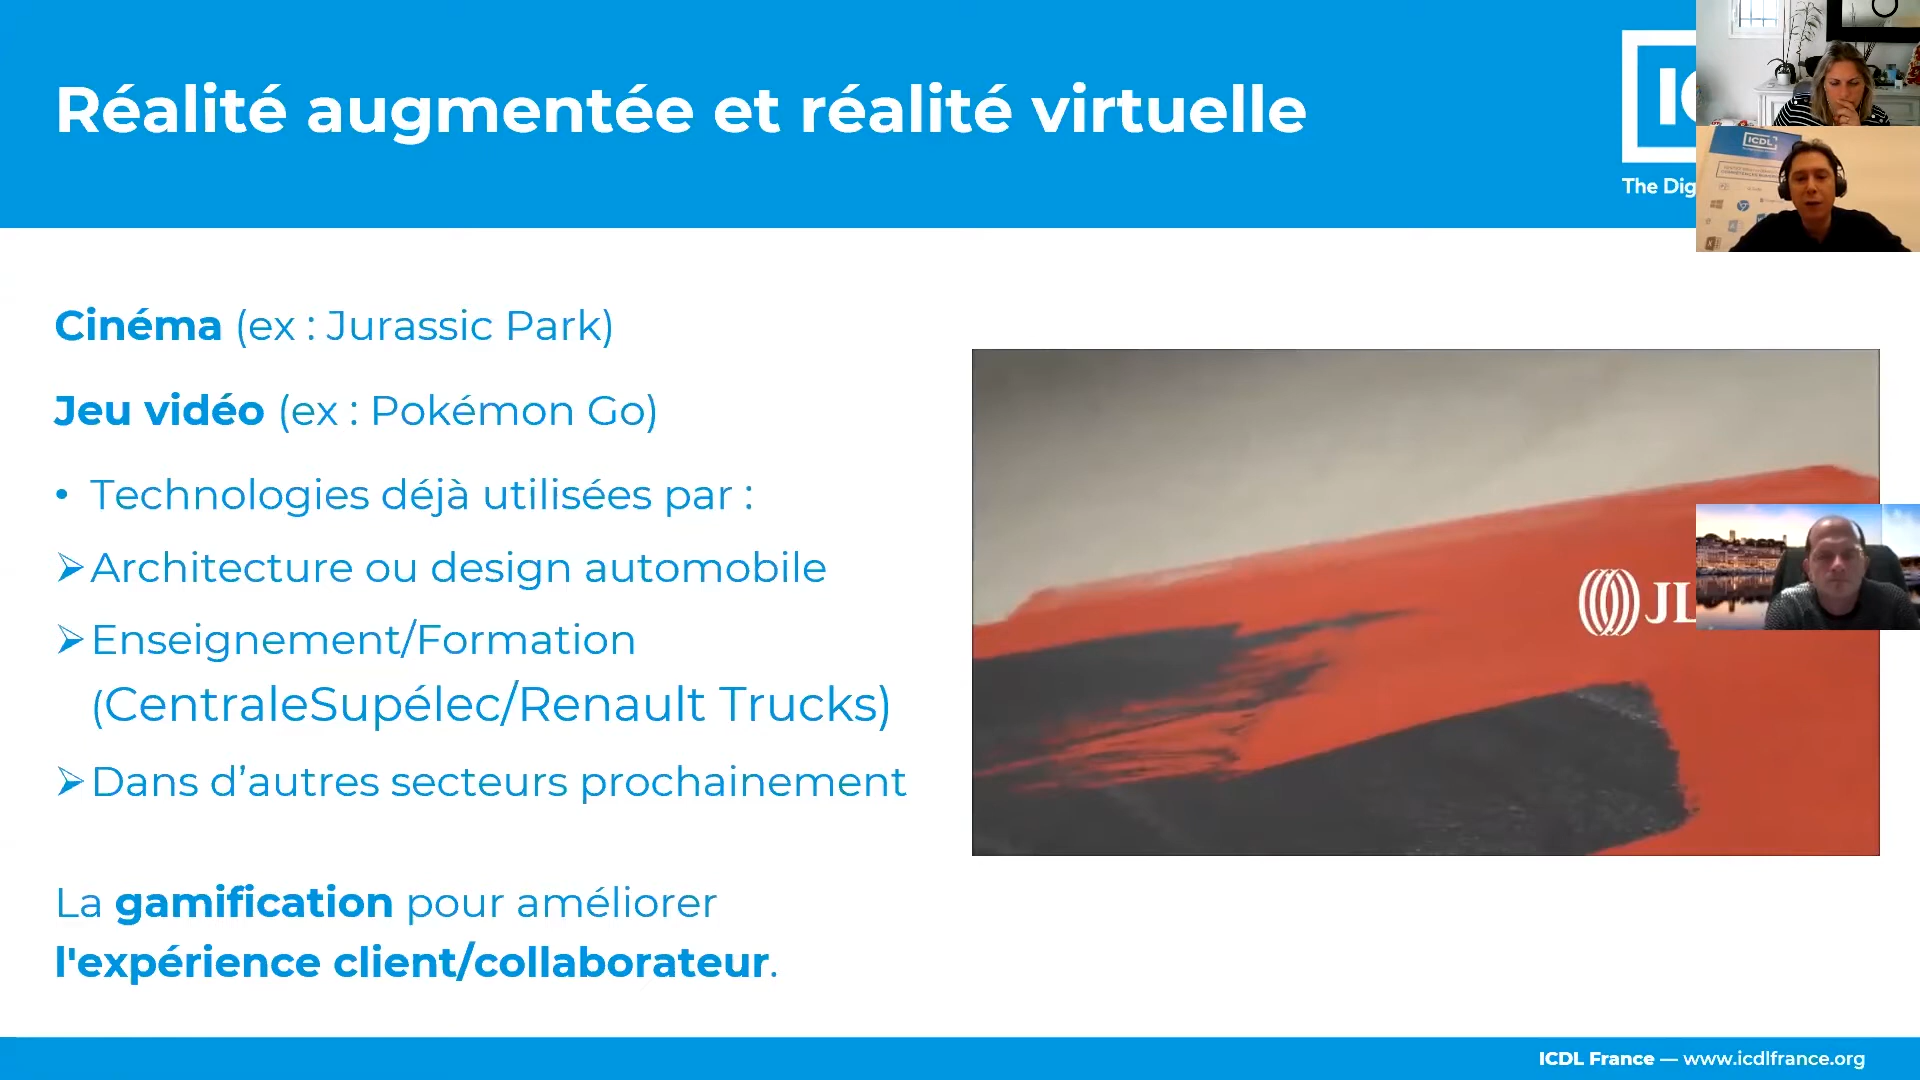 Réalité augmentée et réalité virtuelle
The Dig
ICDL
Cinéma (ex : Jurassic Park)
Jeu vidéo (ex : Pokémon Go)
• Technologies déjà utilisées par :
➢Architecture ou design automobile
➢Enseignement/Formation
(CentraleSupélec/Renault Trucks)
➢Dans d’autres secteurs prochainement
JL
La gamification pour améliorer
l'expérience client/collaborateur.
ICDL France — www.icdlfrance.org